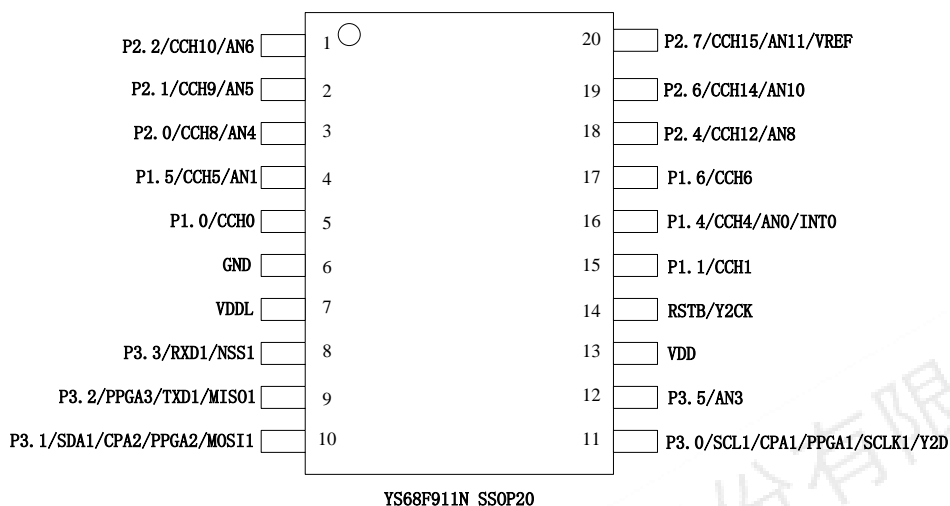 P2.2/CCH10/AN6 1 20 P2.7/CCH15/AN11/VREF
P2.1/CCH9/AN5 2 19 P2.6/CCH14/AN10
P2.0/CCH8/AN4 3 18 P2.4/CCH12/AN8
P1.5/CCH5/AN1 4 17 P1.6/CCH6
P1.0/CCH0 5 16 P1.4/CCH4/AN0/INT0
GND 6 15 P1.1/CCH1
VDDL 7 14 RSTB/Y2CK
P3.3/RXD1/NSS1 8 13 VDD
P3.2/PPGA3/TXD1/MISO1 9 12 P3.5/AN3
P3.1/SDA1/CPA2/PPGA2/MOSI1 10 11 P3.0/SCL1/CPA1/PPGA1/SCLK1/Y2D
YS68F911N SSOP20
份有限